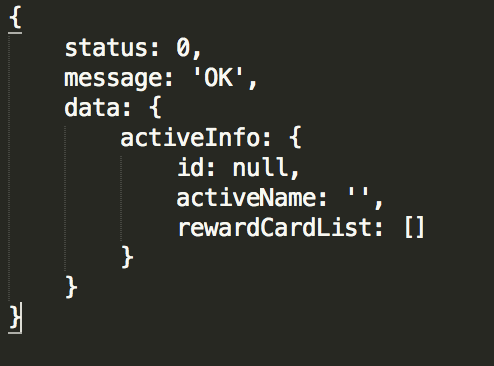 {
    status: 0,
    message: 'OK',
    data: {
        activeInfo: {
            id: null,
            activeName: '',
            rewardCardList: []
        }
    }
}